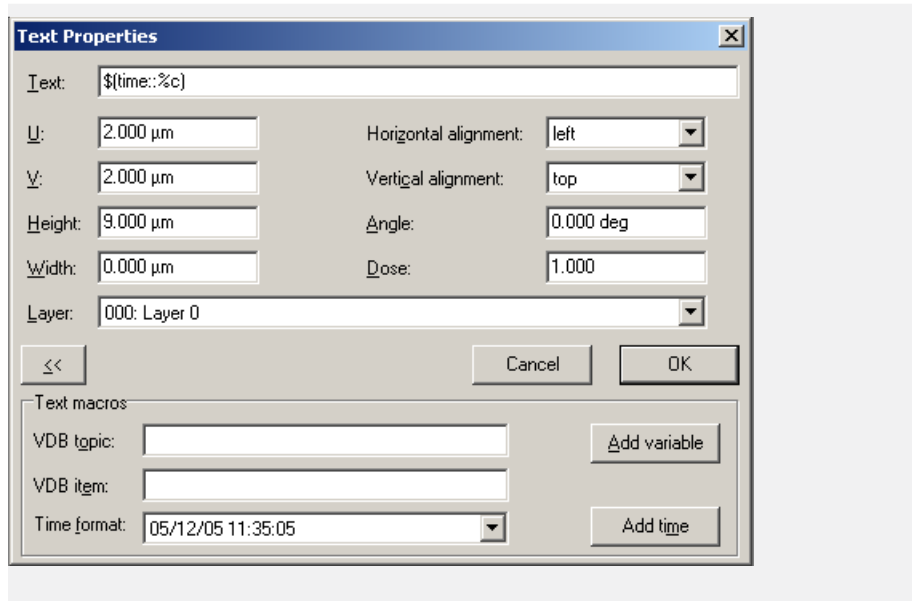 Text Properties
Text: $(time::%c)
U: 2.000 µm Horizontal alignment: left
V: 2.000 µm Vertical alignment: top
Height: 9.000 µm Angle: 0.000 deg
Width: 0.000 µm Dose: 1.000
Layer: 000: Layer 0
<< Cancel OK
Text macros
VDB topic: Add variable
VDB item:
Time format: 05/12/05 11:35:05 Add time